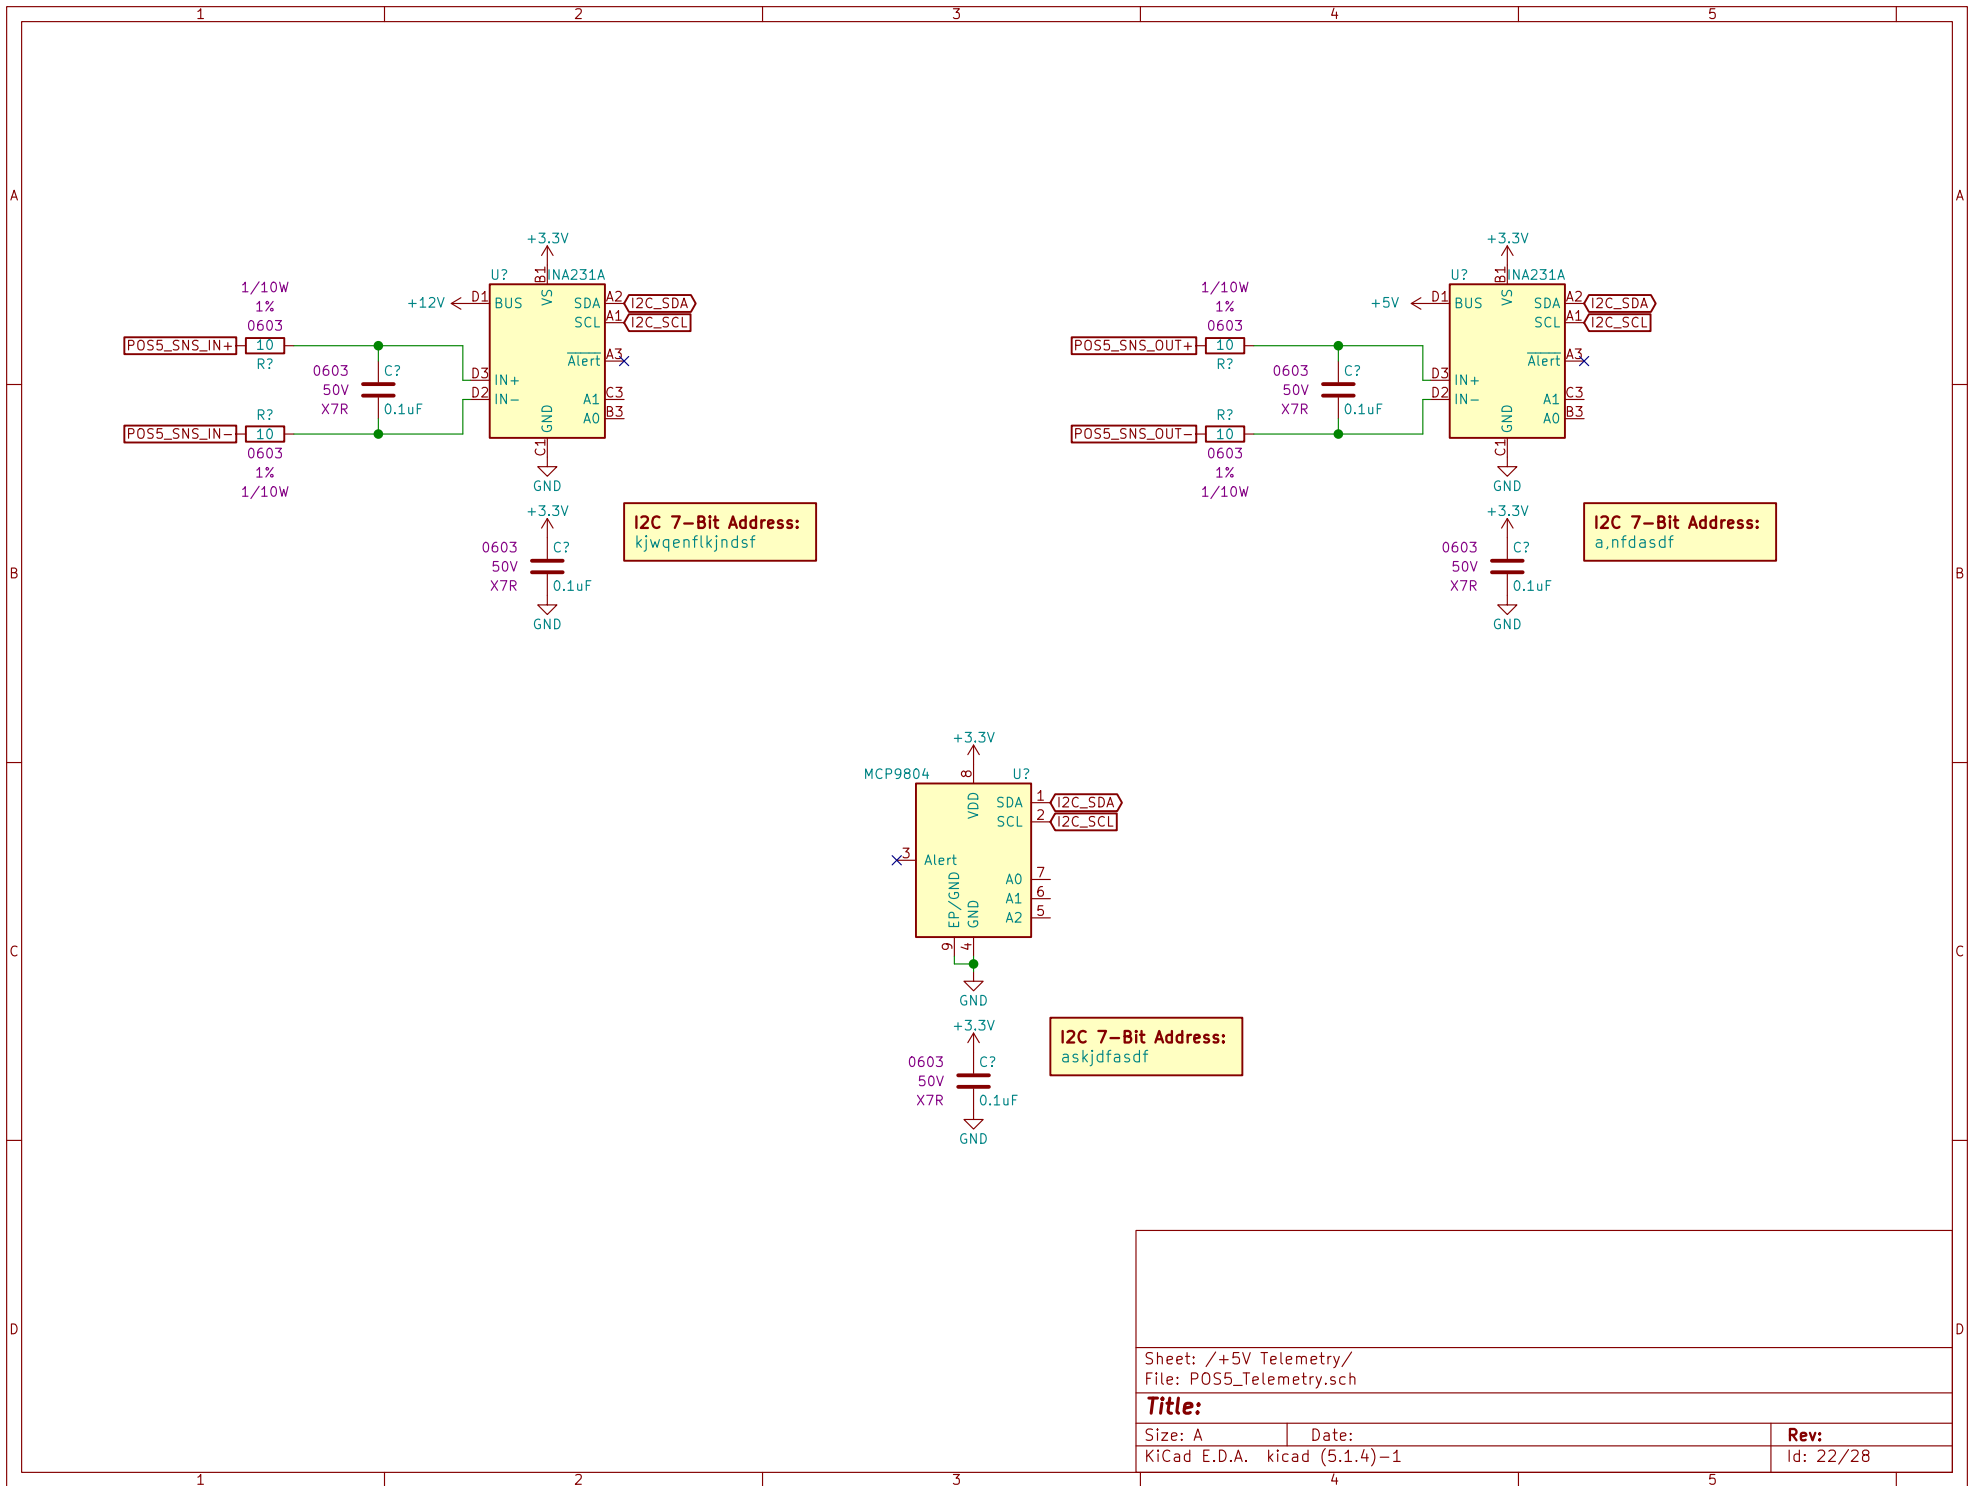 1 2 3 4 5
A A
B B
C C
D D
+3.3V
U? INA231A
B1
VS
+12V D1 BUS
SDA A2 I2C_SDA
SCL A1 I2C_SCL
Alert A3
1/10W
1%
0603
POS5_SNS_IN+ 10
R?
0603 C?
50V
X7R 0.1uF
D3 IN+
D2 IN-
A1 C3
A0 B3
R?
POS5_SNS_IN- 10
0603
1%
1/10W
GND
C1
GND
+3.3V
0603 C?
50V
X7R 0.1uF
GND
I2C 7-Bit Address:
kjwqenflkjndsf
+3.3V
U? INA231A
B1
VS
+5V D1 BUS
SDA A2 I2C_SDA
SCL A1 I2C_SCL
Alert A3
1/10W
1%
0603
POS5_SNS_OUT+ 10
R?
0603 C?
50V
X7R 0.1uF
D3 IN+
D2 IN-
A1 C3
A0 B3
R?
POS5_SNS_OUT- 10
0603
1%
1/10W
GND
C1
GND
+3.3V
0603 C?
50V
X7R 0.1uF
GND
I2C 7-Bit Address:
a,nfdasdf
+3.3V
MCP9804 U?
8
VDD
SDA 1 I2C_SDA
SCL 2 I2C_SCL
3 Alert
A0 7
A1 6
A2 5
EP/GND
GND
9 4
GND
+3.3V
0603 C?
50V
X7R 0.1uF
GND
I2C 7-Bit Address:
askjdfasdf
Sheet: /+5V Telemetry/
File: POS5_Telemetry.sch
Title:
Size: A Date: Rev:
KiCad E.D.A. kicad (5.1.4)-1 Id: 22/28
1 2 3 4 5